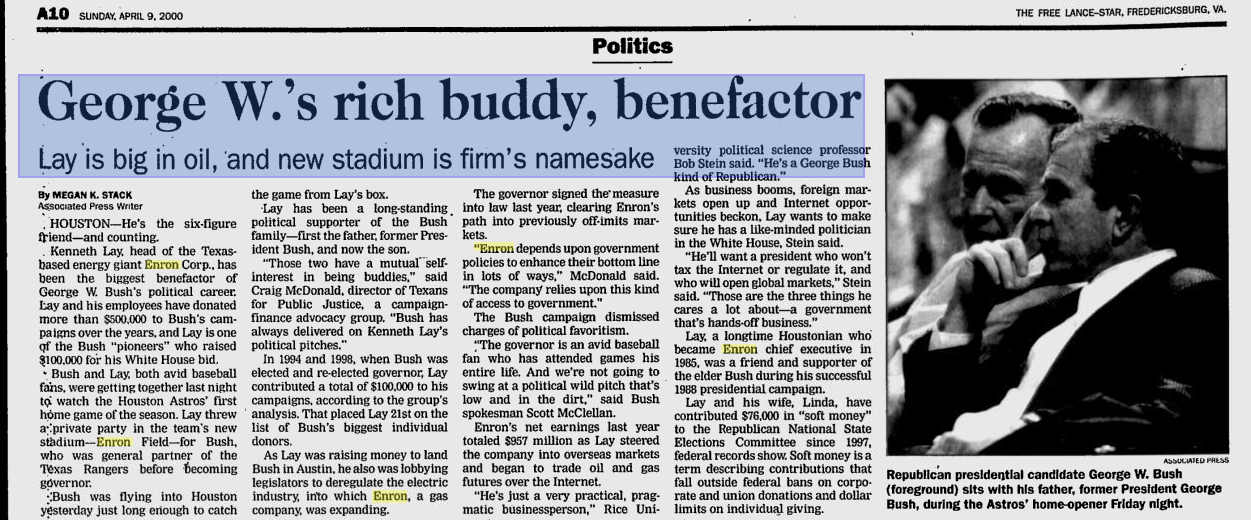 A10 SUNDAY, APRIL 9, 2000
THE FREE LANCE–STAR, FREDERICKSBURG, VA.
Politics
George W.'s rich buddy, benefactor
Lay is big in oil, and new stadium is firm's namesake
By MEGAN K. STACK
Associated Press Writer
HOUSTON—He's the six-figure
friend—and counting.
Kenneth Lay, head of the Texas-
based energy giant Enron Corp., has
been the biggest benefactor of
George W. Bush's political career.
Lay and his employees have donated
more than $500,000 to Bush's cam-
paigns over the years, and Lay is one
of the Bush "pioneers" who raised
$100,000 for his White House bid.
Bush and Lay, both avid baseball
fans, were getting together last night
to watch the Houston Astros' first
home game of the season. Lay threw
a private party in the team's new
stadium—Enron Field—for Bush,
who was general partner of the
Texas Rangers before becoming
governor.
Bush was flying into Houston
yesterday just long enough to catch
the game from Lay's box.
Lay has been a long-standing
political supporter of the Bush
family—first the father, former Pres-
ident Bush, and now the son.
"Those two have a mutual self-
interest in being buddies," said
Craig McDonald, director of Texans
for Public Justice, a campaign-
finance advocacy group. "Bush has
always delivered on Kenneth Lay's
political pitches."
In 1994 and 1998, when Bush was
elected and re-elected governor, Lay
contributed a total of $100,000 to his
campaigns, according to the group's
analysis. That placed Lay 21st on the
list of Bush's biggest individual
donors.
As Lay was raising money to land
Bush in Austin, he also was lobbying
legislators to deregulate the electric
industry, into which Enron, a gas
company, was expanding.
The governor signed the measure
into law last year, clearing Enron's
path into previously off-limits mar-
kets.
"Enron depends upon government
policies to enhance their bottom line
in lots of ways," McDonald said.
"The company relies upon this kind
of access to government."
The Bush campaign dismissed
charges of political favoritism.
"The governor is an avid baseball
fan who has attended games his
entire life. And we're not going to
swing at a political wild pitch that's
low and in the dirt," said Bush
spokesman Scott McClellan.
Enron's net earnings last year
totaled $957 million as Lay steered
the company into overseas markets
and began to trade oil and gas
futures over the Internet.
"He's just a very practical, prag-
matic businessperson," Rice Uni-
versity political science professor
Bob Stein said. "He's a George Bush
kind of Republican."
As business booms, foreign mar-
kets open up and Internet oppor-
tunities beckon, Lay wants to make
sure he has a like-minded politician
in the White House, Stein said.
"He'll want a president who won't
tax the Internet or regulate it, and
who will open global markets," Stein
said. "Those are the three things he
cares a lot about—a government
that's hands-off business."
Lay, a longtime Houstonian who
became Enron chief executive in
1985, was a friend and supporter of
the elder Bush during his successful
1988 presidential campaign.
Lay and his wife, Linda, have
contributed $76,000 in "soft money"
to the Republican National State
Elections Committee since 1997,
federal records show. Soft money is a
term describing contributions that
fall outside federal bans on corpo-
rate and union donations and dollar
limits on individual giving.
ASSOCIATED PRESS
Republican presidential candidate George W. Bush
(foreground) sits with his father, former President George
Bush, during the Astros' home-opener Friday night.